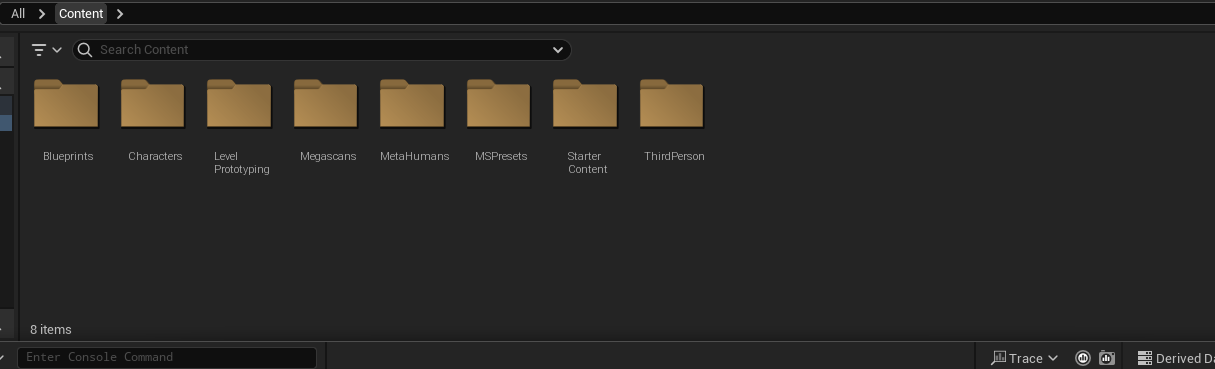 All
Content
Search Content
Blueprints
Characters
Level
Prototyping
Megascans
MetaHumans
MSPresets
Starter
Content
ThirdPerson
8 items
Enter Console Command
Trace
Derived Da